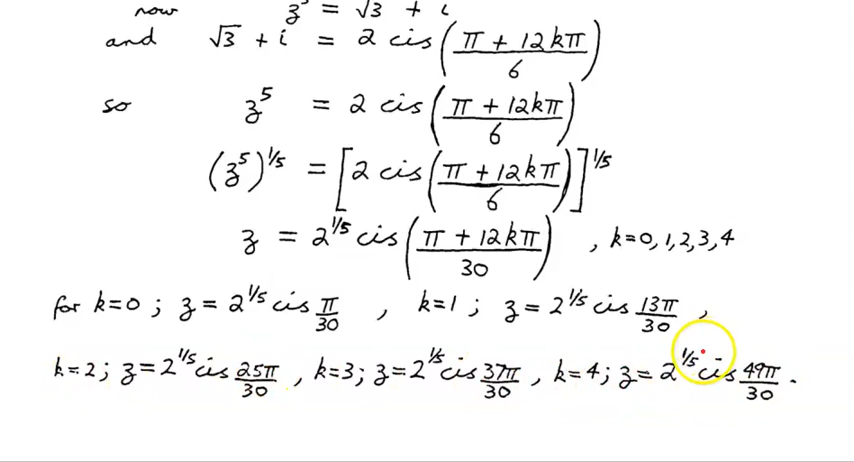 now z⁵ = √3 + i
and √3 + i = 2 cis((π + 12kπ)/6)
so z⁵ = 2 cis((π + 12kπ)/6)
(z⁵)^1/5 = [2 cis((π + 12kπ)/6)]^1/5
z = 2^1/5 cis((π + 12kπ)/30) , k=0,1,2,3,4
for k=0 ; z = 2^1/5 cis π/30 , k=1 ; z = 2^1/5 cis 13π/30 ,
k=2; z=2^1/5 cis 25π/30 , k=3; z=2^1/5 cis 37π/30 , k=4; z=2^1/5 cis 49π/30 .